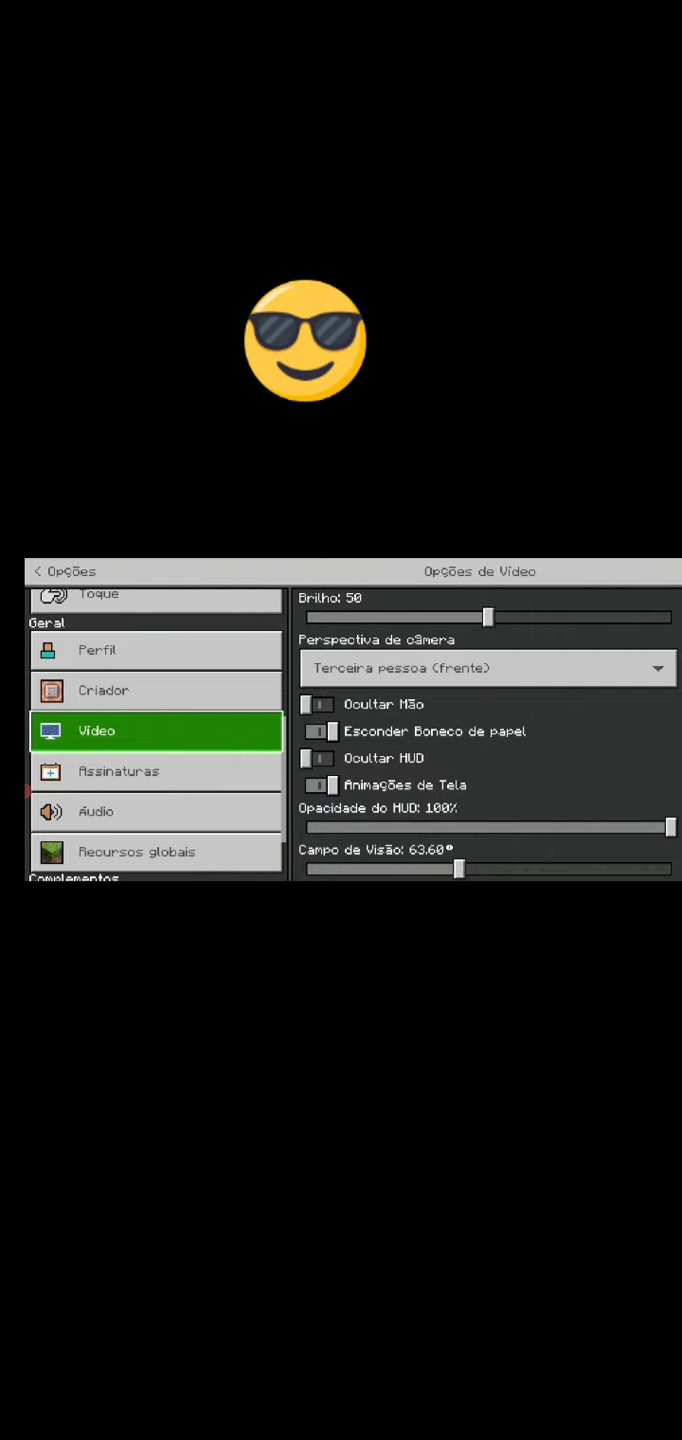 < Opções
Opções de Vídeo
Toque
Geral
Perfil
Criador
Vídeo
Assinaturas
Áudio
Recursos globais
Complementos
Brilho: 50
Perspectiva de câmera
Terceira pessoa (frente)
Ocultar Mão
Esconder Boneco de papel
Ocultar HUD
Animações de Tela
Opacidade do HUD: 100%
Campo de Visão: 63.60°